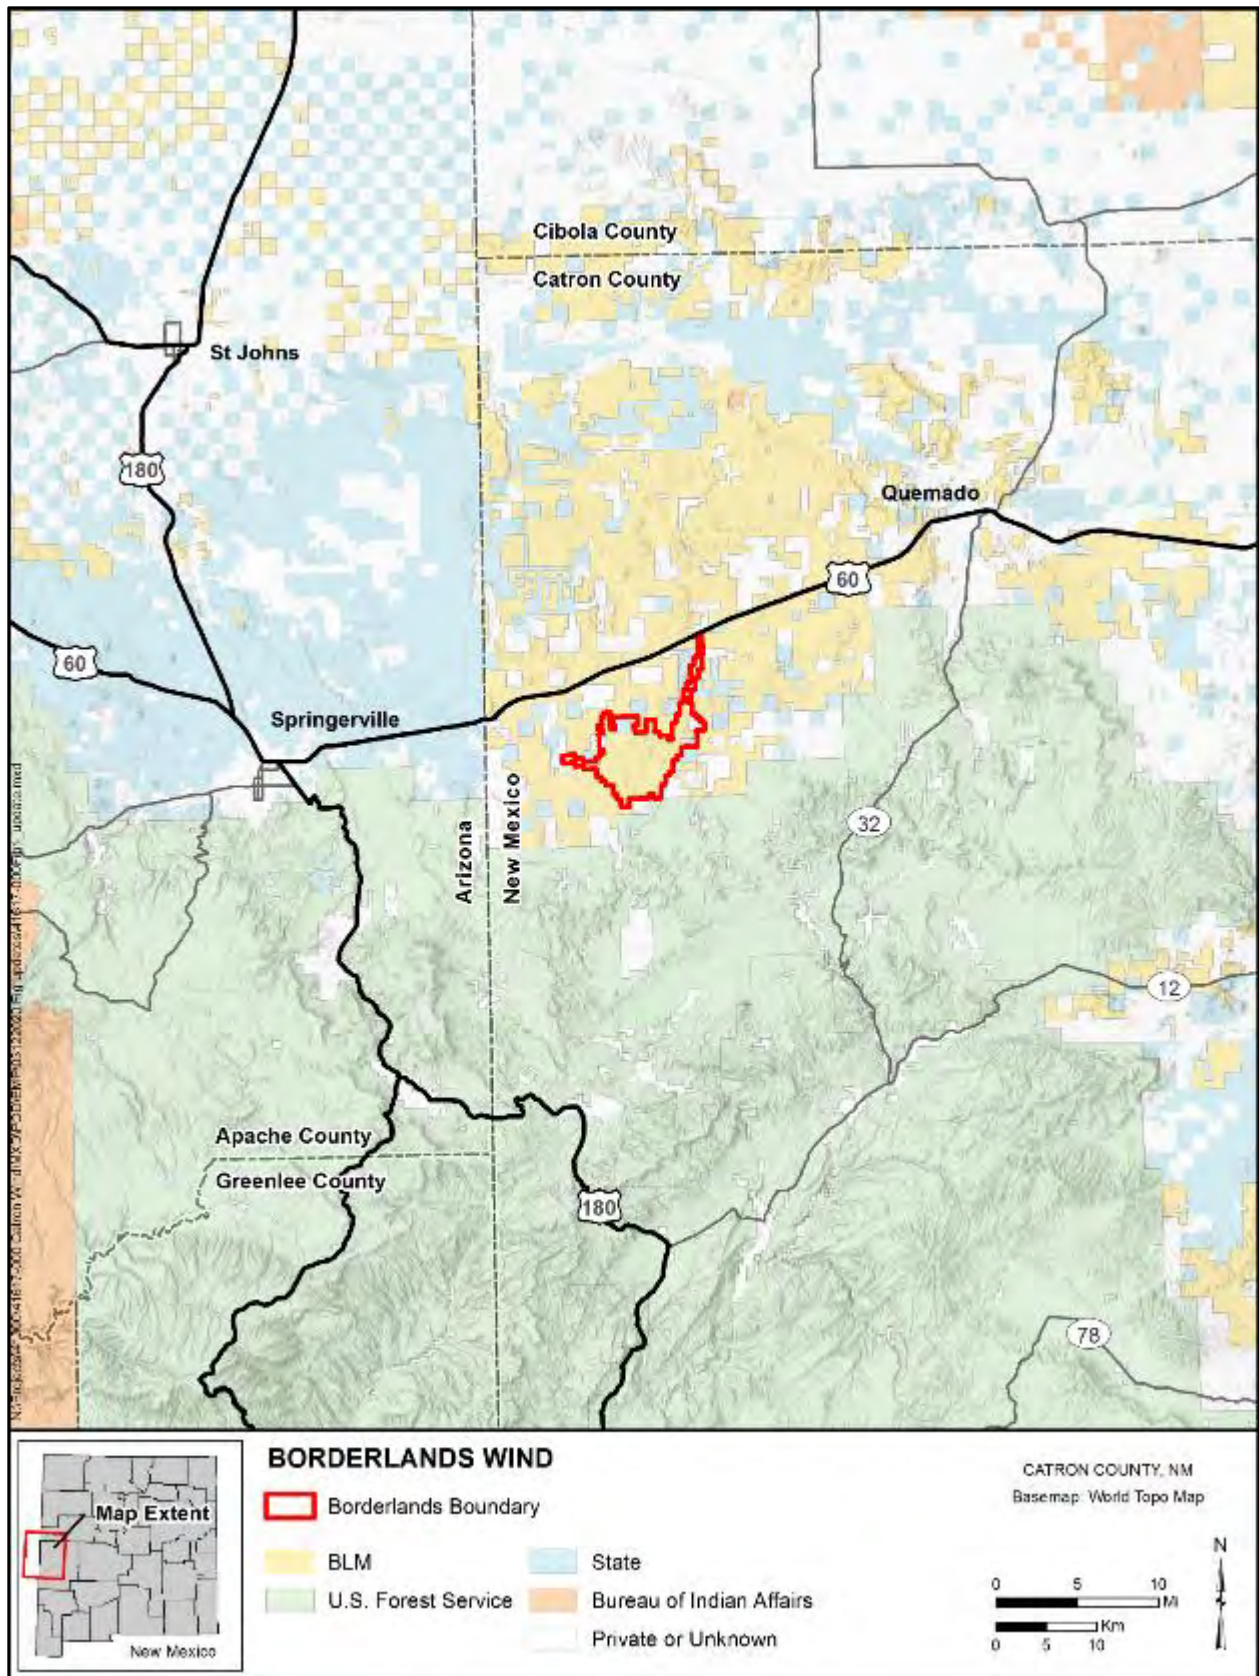 Cibola County
Catron County
St Johns
180
Quemado
60
60
Springerville
Arizona
New Mexico
32
12
Apache County
Greenlee County
180
78
BORDERLANDS WIND
Borderlands Boundary
BLM
U.S. Forest Service
State
Bureau of Indian Affairs
Private or Unknown
Map Extent
New Mexico
CATRON COUNTY, NM
Basemap: World Topo Map
N
0 5 10
Mi
Km
0 5 10